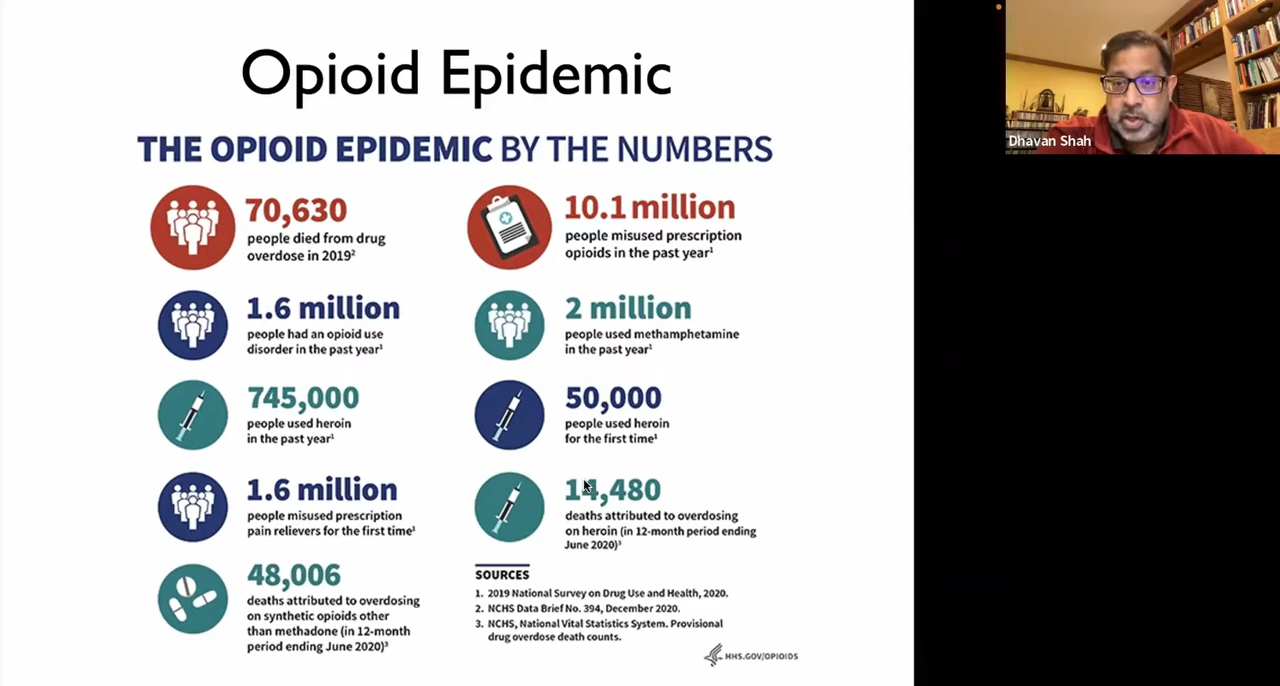 Opioid Epidemic
THE OPIOID EPIDEMIC BY THE NUMBERS
70,630
people died from drug
overdose in 2019²
10.1 million
people misused prescription
opioids in the past year¹
1.6 million
people had an opioid use
disorder in the past year¹
2 million
people used methamphetamine
in the past year¹
745,000
people used heroin
in the past year¹
50,000
people used heroin
for the first time¹
1.6 million
people misused prescription
pain relievers for the first time¹
14,480
deaths attributed to overdosing
on heroin (in 12-month period ending
June 2020)³
48,006
deaths attributed to overdosing
on synthetic opioids other
than methadone (in 12-month
period ending June 2020)³
SOURCES
1. 2019 National Survey on Drug Use and Health, 2020.
2. NCHS Data Brief No. 394, December 2020.
3. NCHS, National Vital Statistics System. Provisional
drug overdose death counts.
HHS.GOV/OPIOIDS
Dhavan Shah